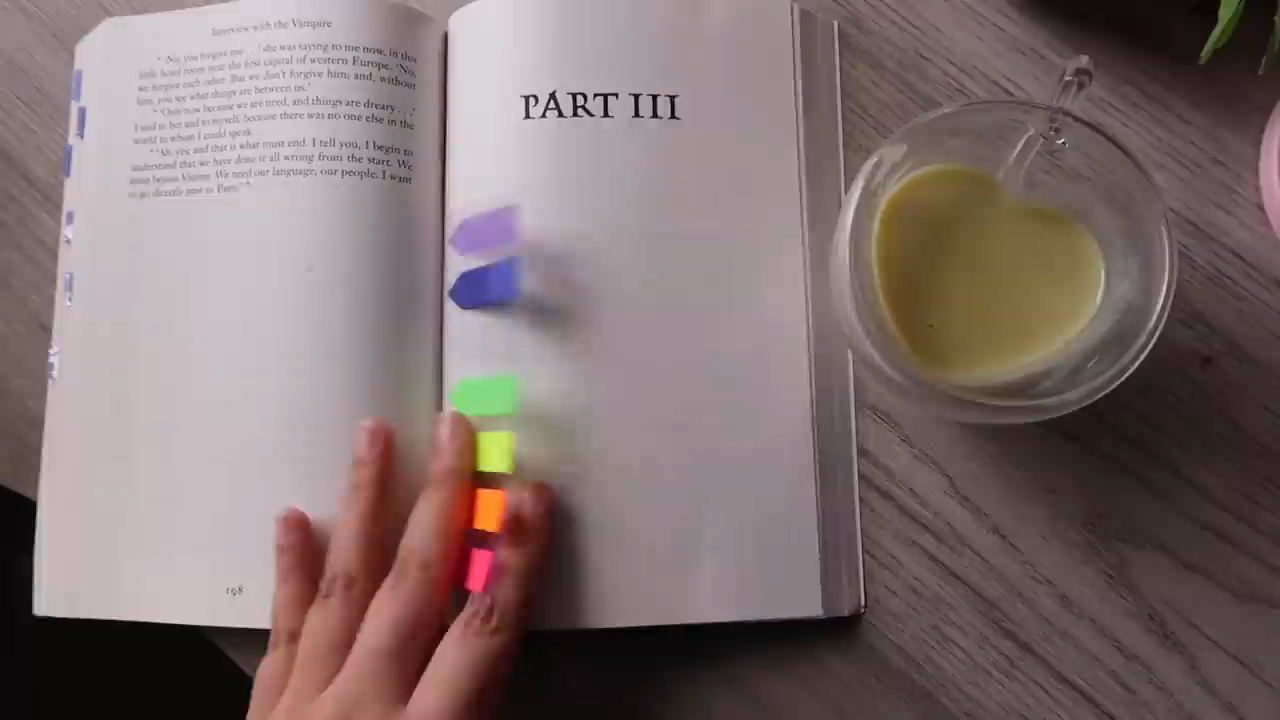 Interview with the Vampire
" 'No, you forgive me . . .' she was saying to me now, in this
little hotel room near the first capital of western Europe. 'No,
we forgive each other. But we don't forgive him; and, without
him, you see what things are between us.'
" 'Only now because we are tired, and things are dreary . . .'
I said to her and to myself, because there was no one else in the
world to whom I could speak.
" 'Ah, yes; and that is what must end. I tell you, I begin to
understand that we have done it all wrong from the start. We
must bypass Vienna. We need our language, our people. I want
to go directly now to Paris.' "
198
PART III